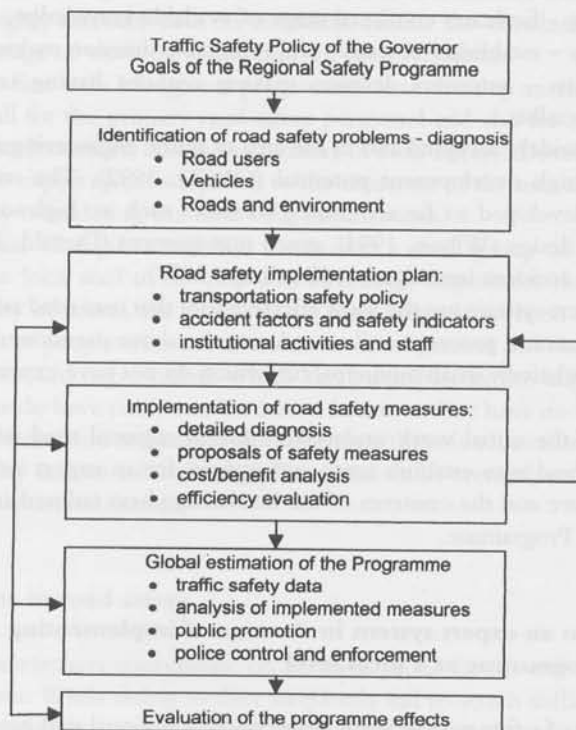 Traffic Safety Policy of the Governor
Goals of the Regional Safety Programme
Identification of road safety problems - diagnosis
• Road users
• Vehicles
• Roads and environment
Road safety implementation plan:
• transportation safety policy
• accident factors and safety indicators
• institutional activities and staff
Implementation of road safety measures:
• detailed diagnosis
• proposals of safety measures
• cost/benefit analysis
• efficiency evaluation
Global estimation of the Programme
• traffic safety data
• analysis of implemented measures
• public promotion
• police control and enforcement
Evaluation of the programme effects